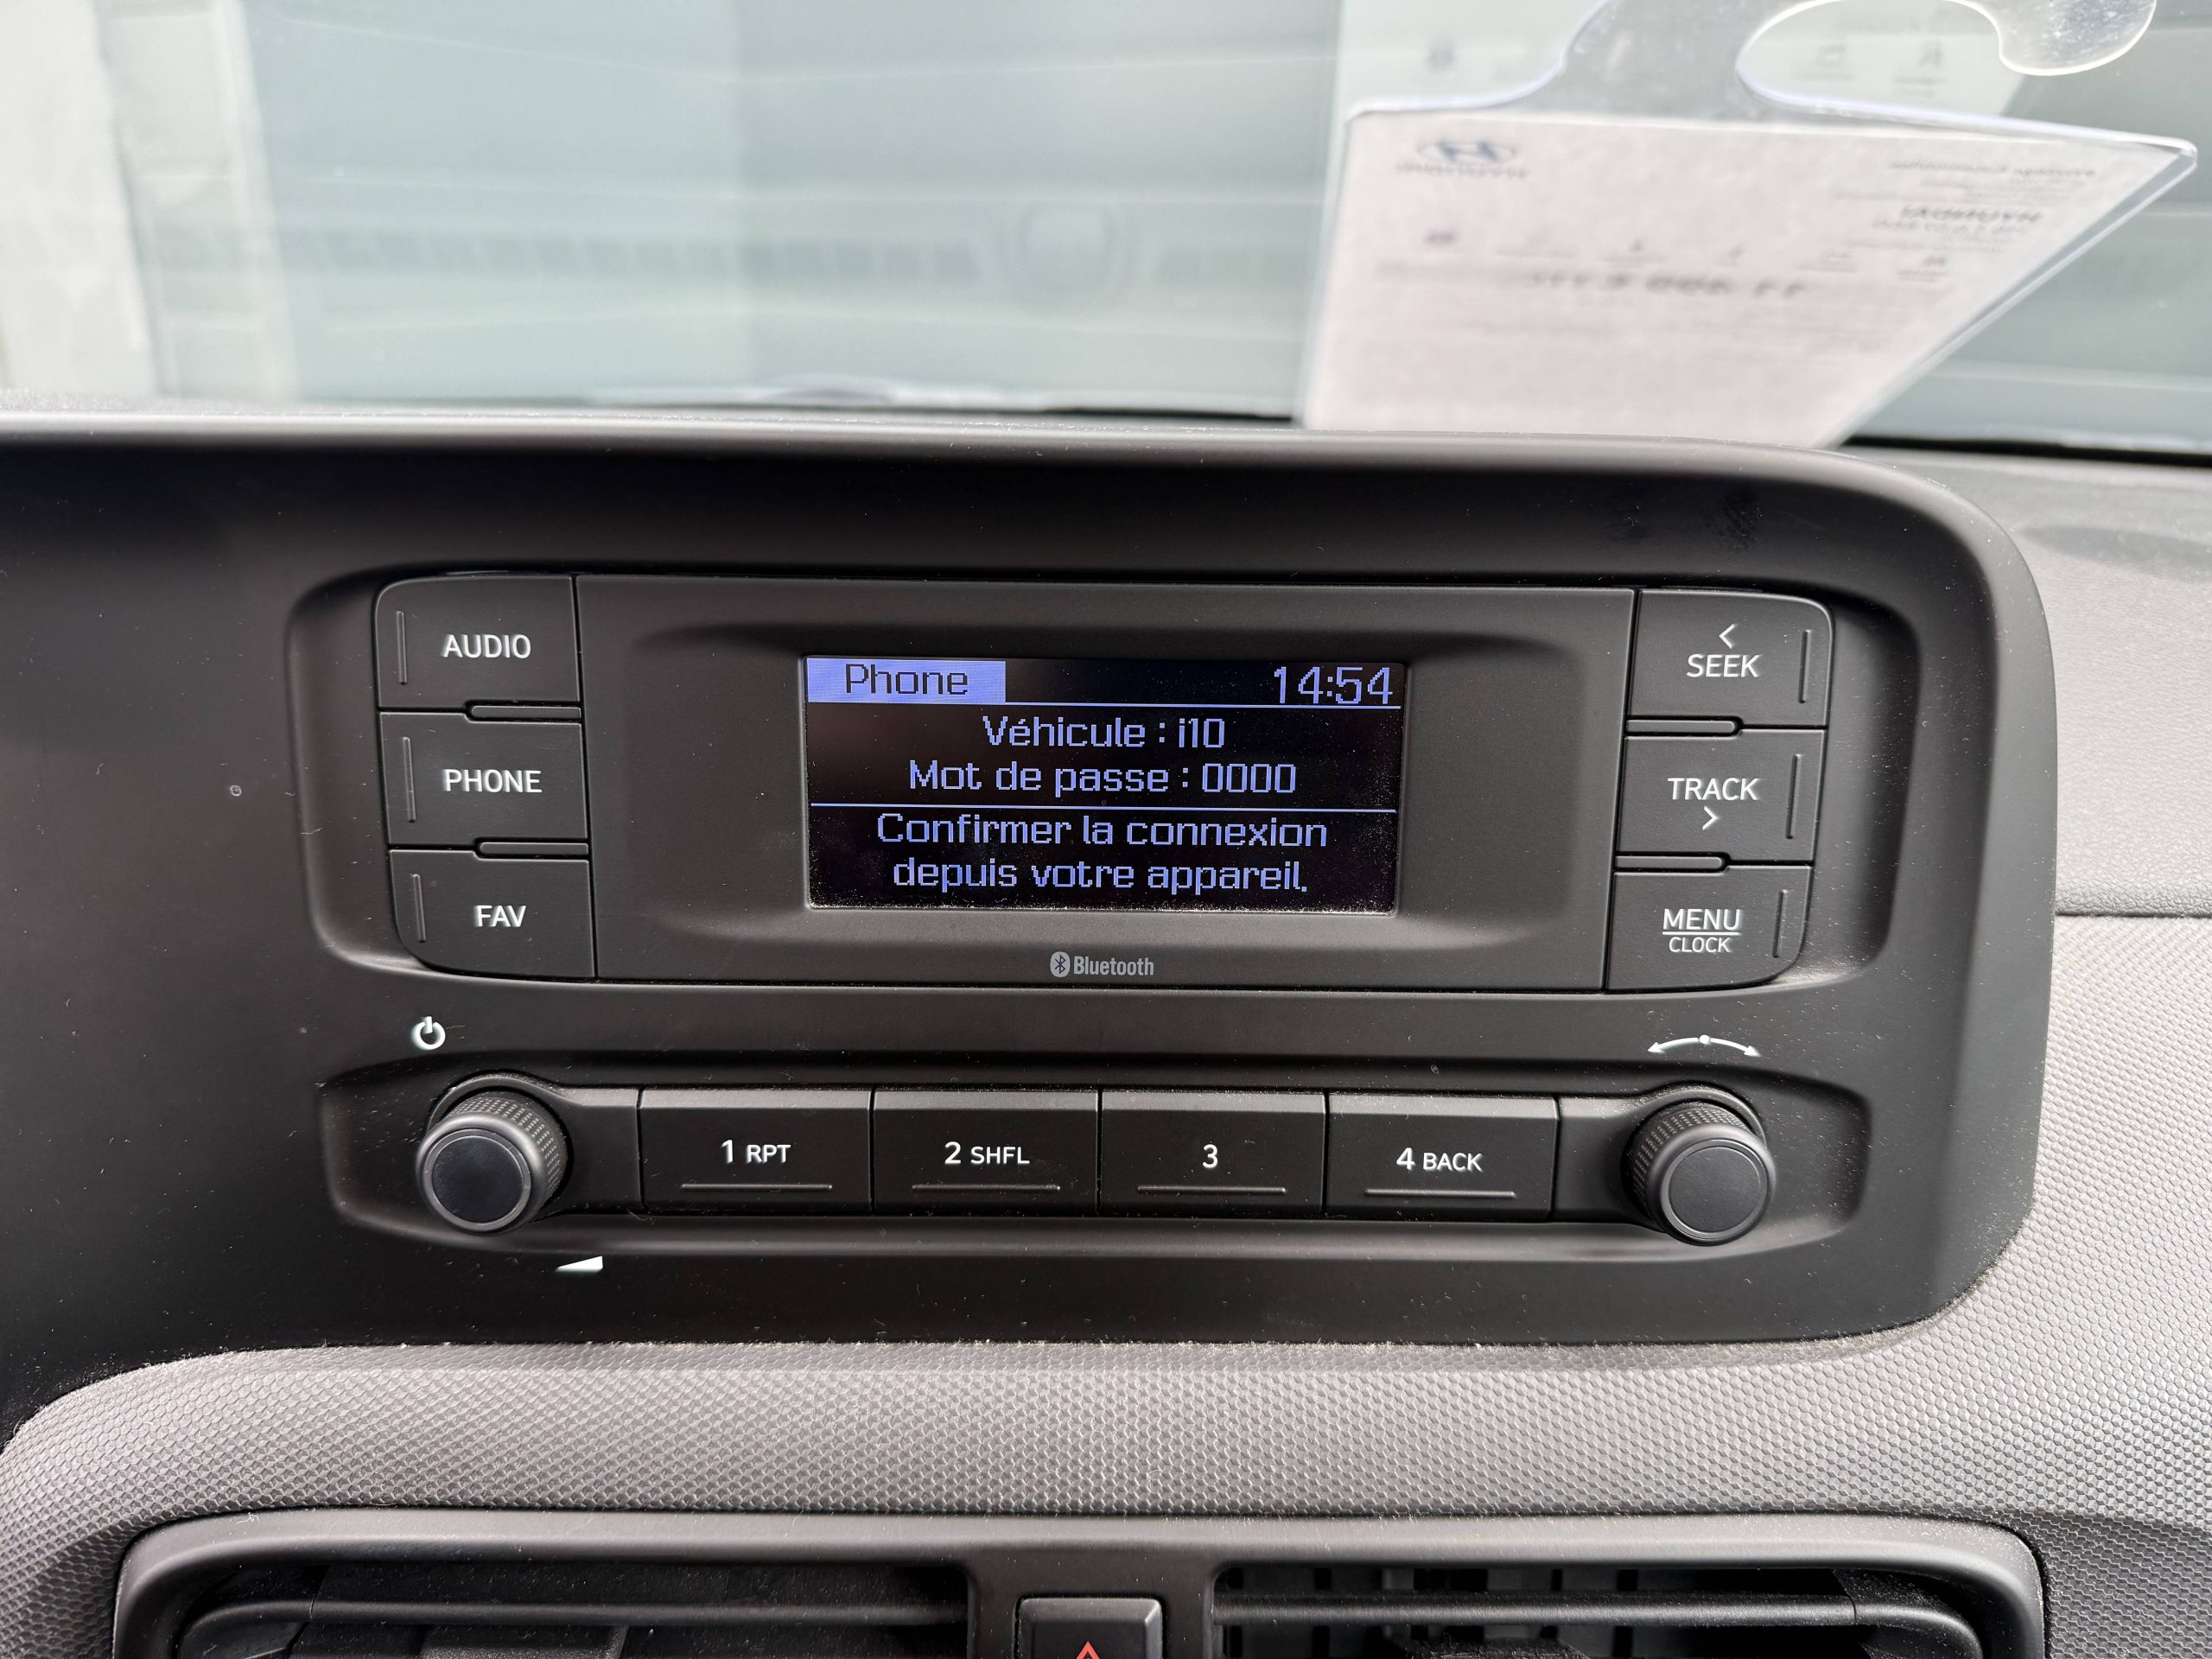 AUDIO
PHONE
FAV
Phone 14:54
Véhicule : i10
Mot de passe : 0000
Confirmer la connexion
depuis votre appareil.
Bluetooth
<
SEEK
TRACK
>
MENU
CLOCK
1 RPT
2 SHFL
3
4 BACK